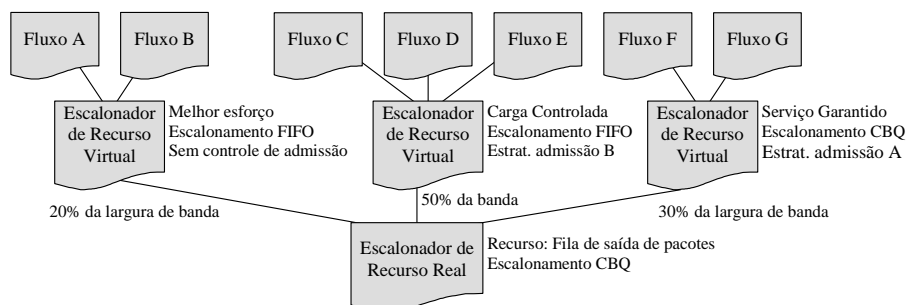 Fluxo A
Fluxo B
Fluxo C
Fluxo D
Fluxo E
Fluxo F
Fluxo G
Escalonador
de Recurso
Virtual
Melhor esforço
Escalonamento FIFO
Sem controle de admissão
Escalonador
de Recurso
Virtual
Carga Controlada
Escalonamento FIFO
Estrat. admissão B
Escalonador
de Recurso
Virtual
Serviço Garantido
Escalonamento CBQ
Estrat. admissão A
20% da largura de banda
50% da banda
30% da largura de banda
Escalonador de
Recurso Real
Recurso: Fila de saída de pacotes
Escalonamento CBQ